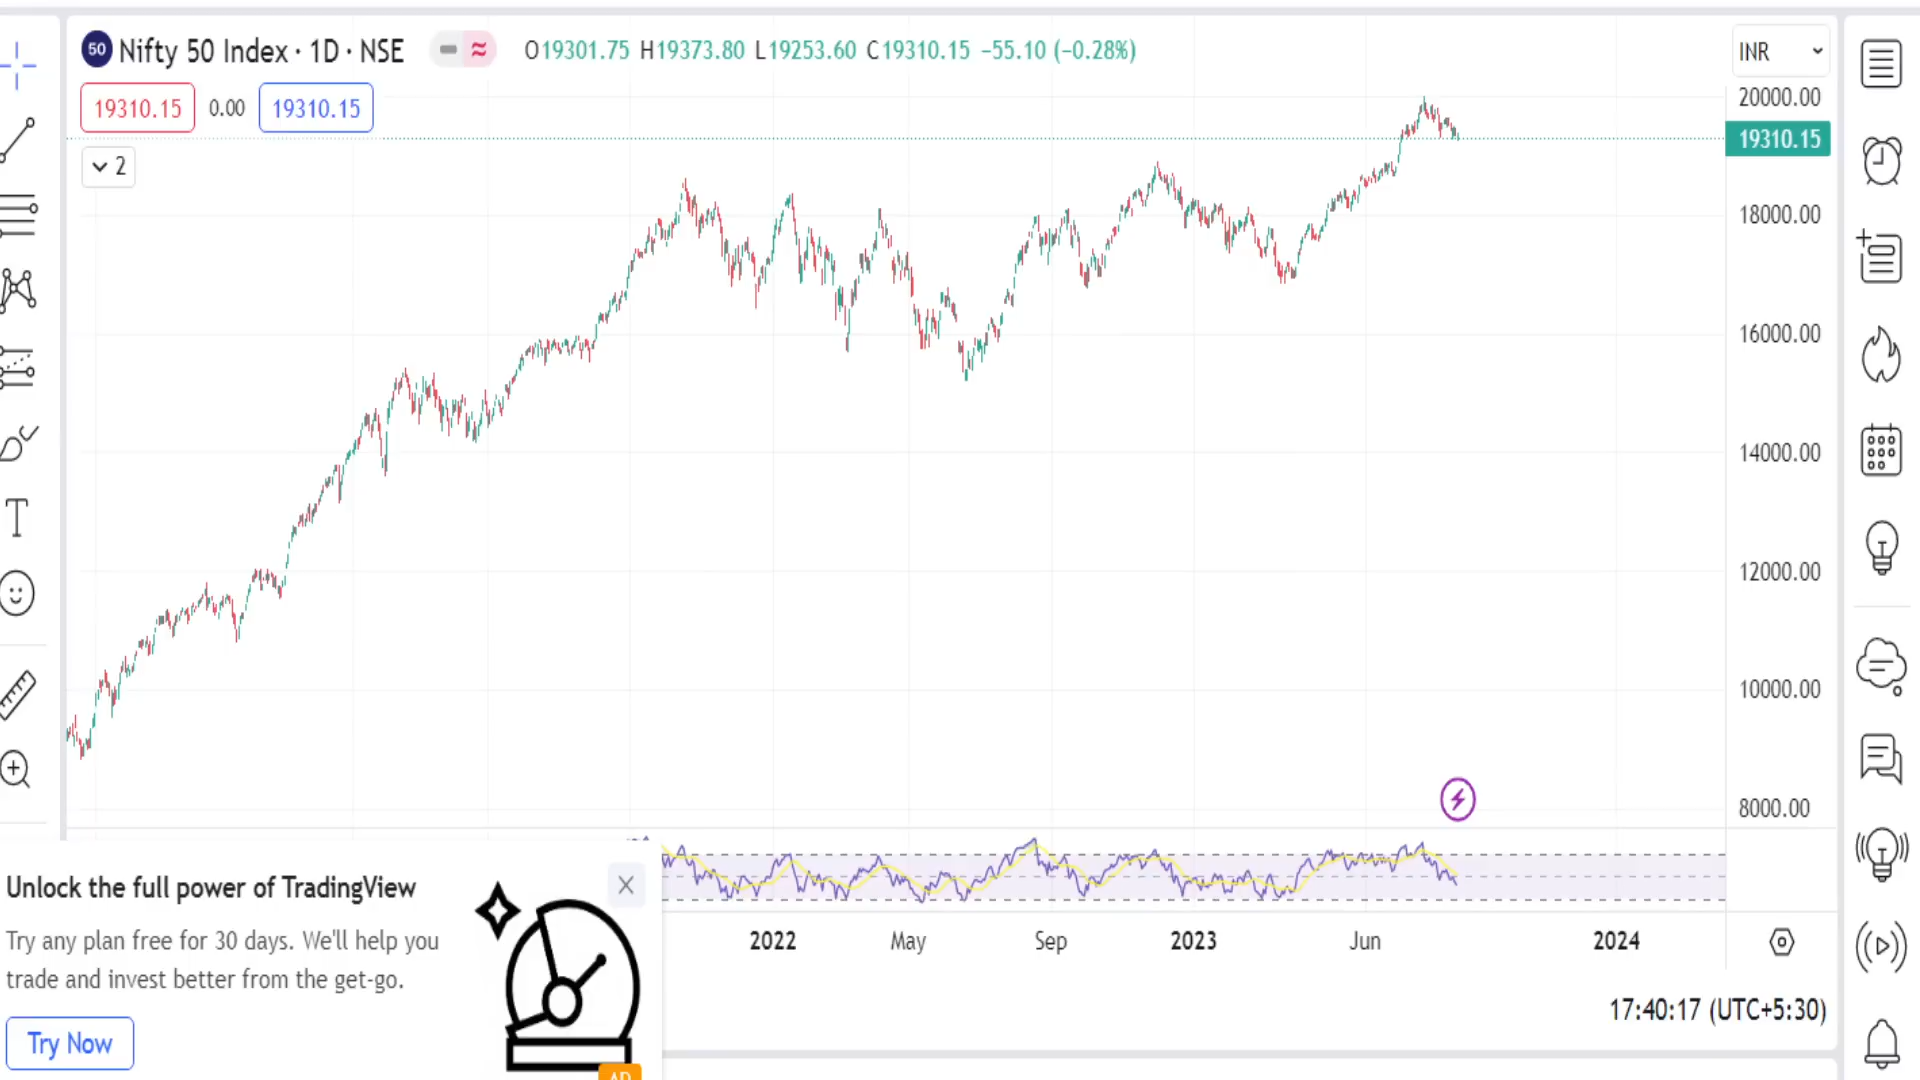 50 Nifty 50 Index · 1D · NSE O19301.75 H19373.80 L19253.60 C19310.15 −55.10 (−0.28%) INR
19310.15 0.00 19310.15
2
20000.00
19310.15
18000.00
16000.00
14000.00
12000.00
10000.00
8000.00
T
Unlock the full power of TradingView
Try any plan free for 30 days. We'll help you
trade and invest better from the get-go.
Try Now
AD
2022 May Sep 2023 Jun 2024
17:40:17 (UTC+5:30)